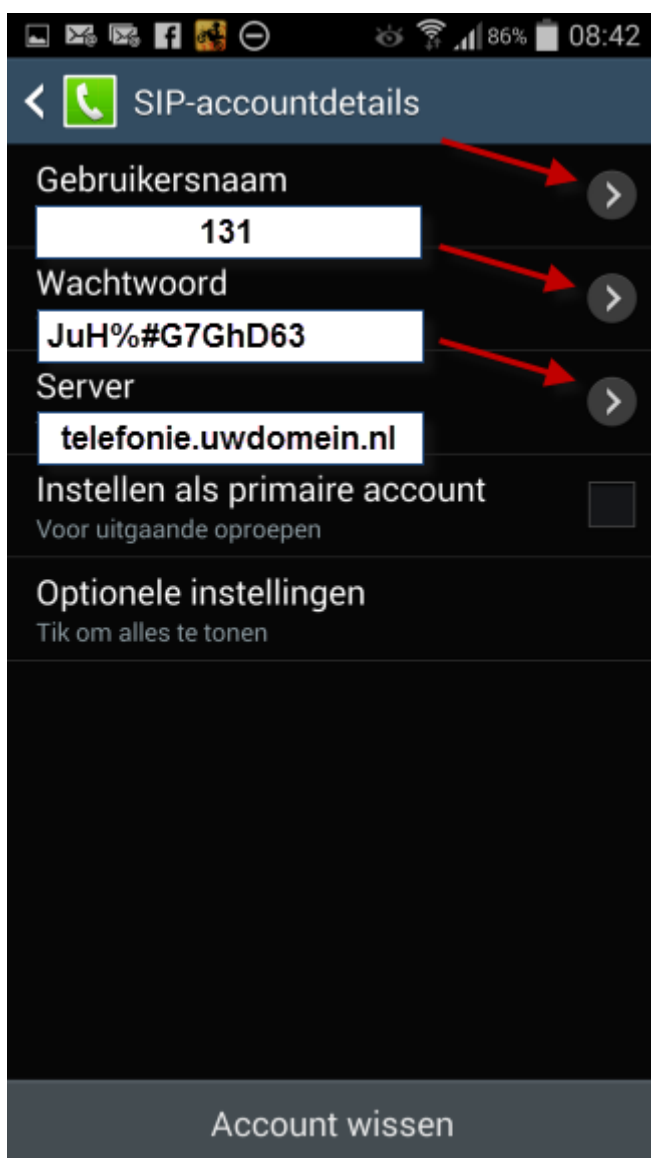 86% 08:42
SIP-accountdetails
Gebruikersnaam
131
Wachtwoord
JuH%#G7GhD63
Server
telefonie.uwdomein.nl
Instellen als primaire account
Voor uitgaande oproepen
Optionele instellingen
Tik om alles te tonen
Account wissen